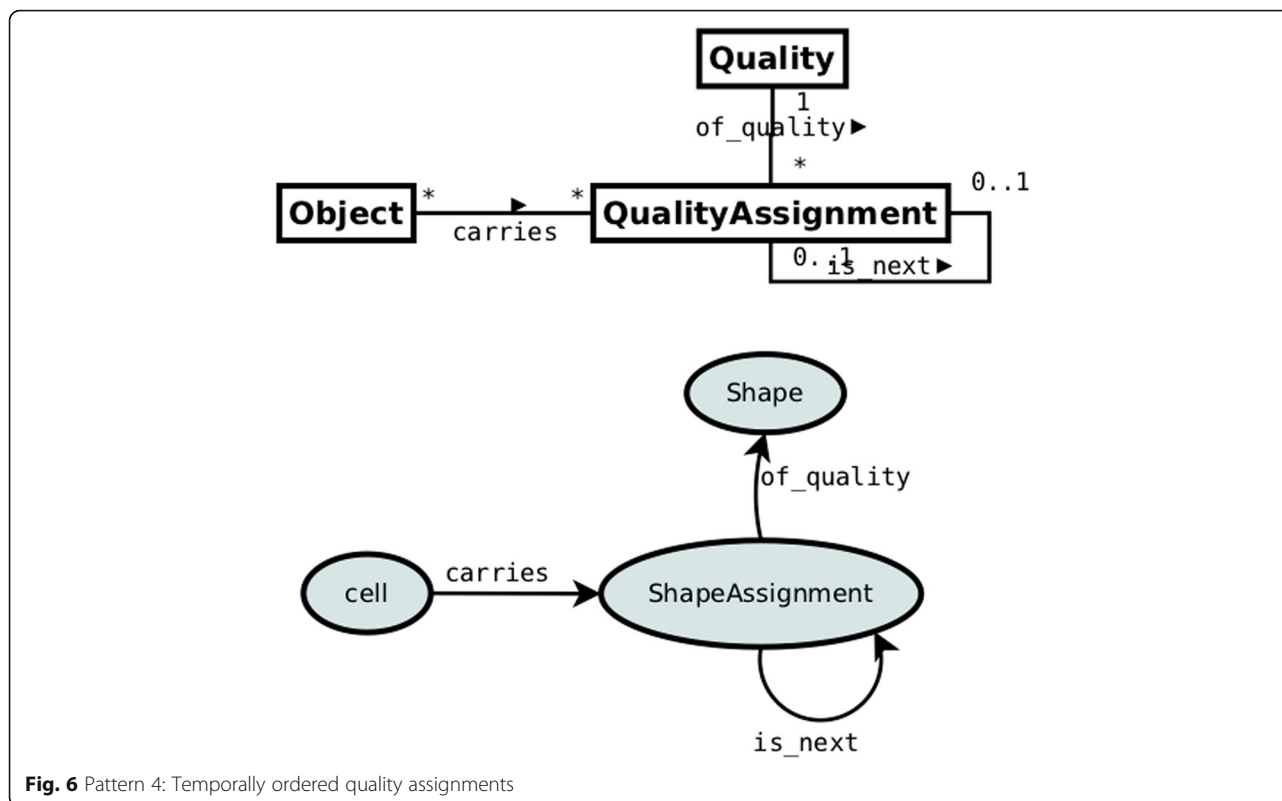 Quality
1
of_quality▶
*
0..1
Object
*
▶
*
QualityAssignment
carries
0..1
is_next▶
Shape
of_quality
carries
cell
ShapeAssignment
is_next
Fig. 6 Pattern 4: Temporally ordered quality assignments